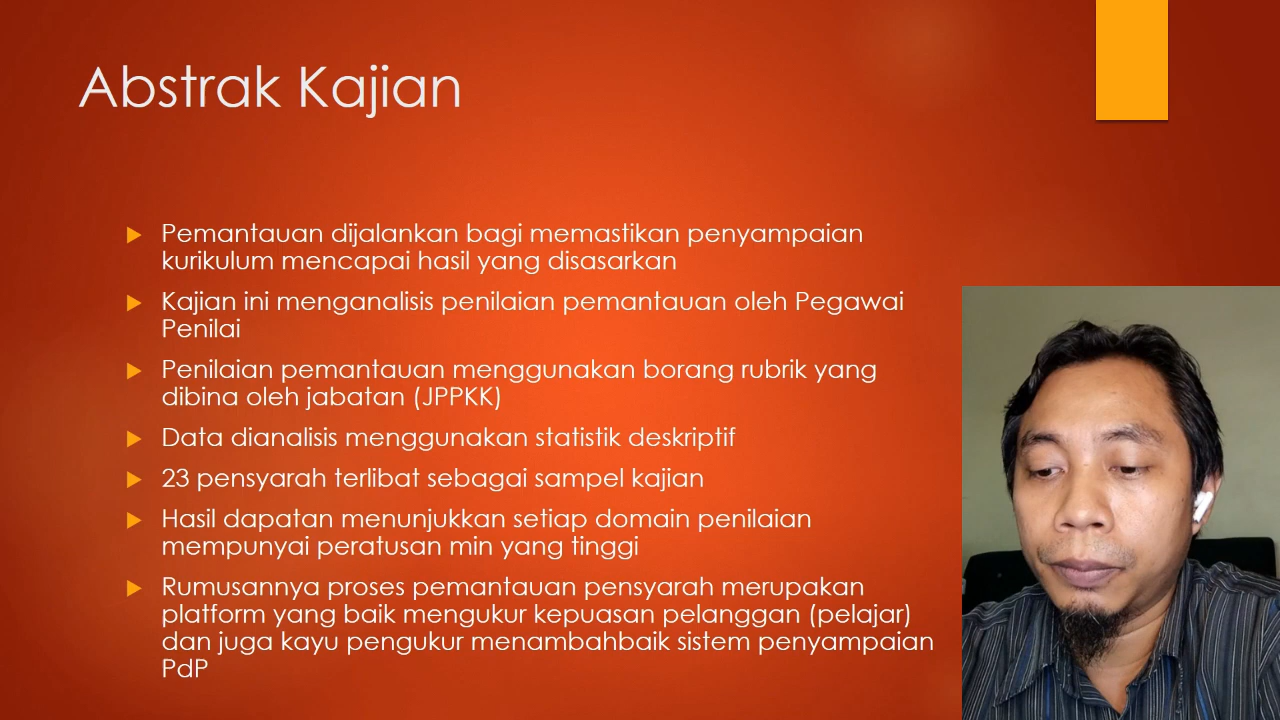 Abstrak Kajian
Pemantauan dijalankan bagi memastikan penyampaian
kurikulum mencapai hasil yang disasarkan
Kajian ini menganalisis penilaian pemantauan oleh Pegawai
Penilai
Penilaian pemantauan menggunakan borang rubrik yang
dibina oleh jabatan (JPPKK)
Data dianalisis menggunakan statistik deskriptif
23 pensyarah terlibat sebagai sampel kajian
Hasil dapatan menunjukkan setiap domain penilaian
mempunyai peratusan min yang tinggi
Rumusannya proses pemantauan pensyarah merupakan
platform yang baik mengukur kepuasan pelanggan (pelajar)
dan juga kayu pengukur menambahbaik sistem penyampaian
PdP